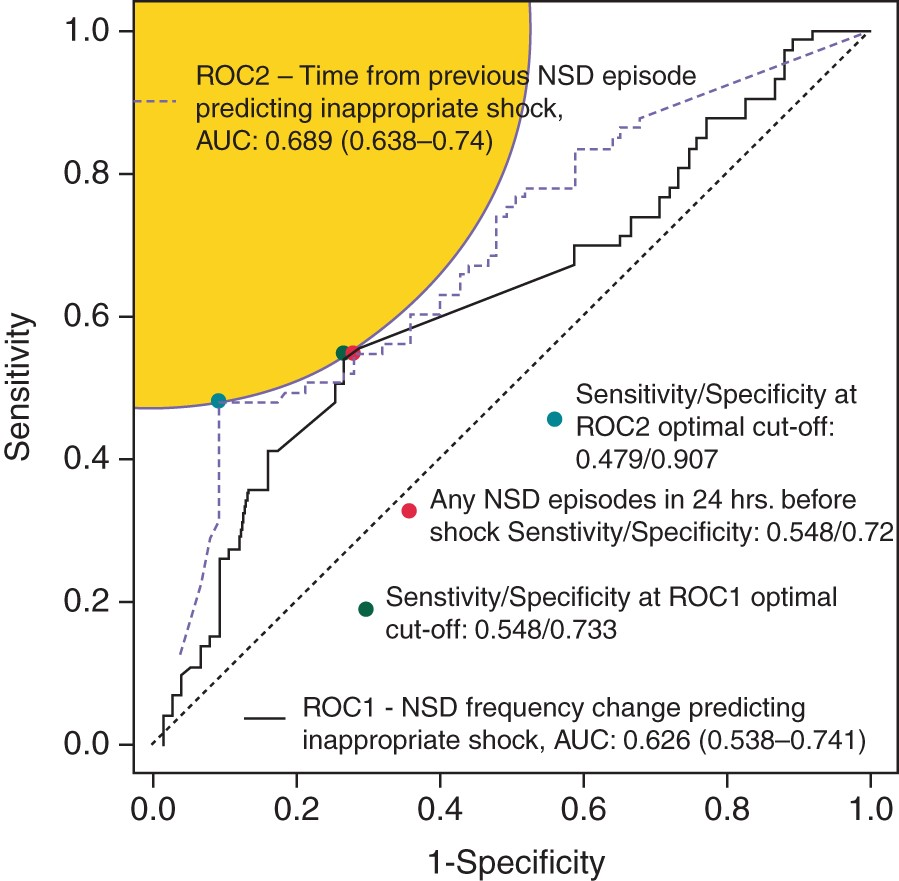 1.0
0.8
0.6
0.4
0.2
0.0
Sensitivity
ROC2 – Time from previous NSD episode
predicting inappropriate shock,
AUC: 0.689 (0.638–0.74)
Sensitivity/Specificity at
ROC2 optimal cut-off:
0.479/0.907
Any NSD episodes in 24 hrs. before
shock Senstivity/Specificity: 0.548/0.72
Senstivity/Specificity at ROC1 optimal
cut-off: 0.548/0.733
ROC1 - NSD frequency change predicting
inappropriate shock, AUC: 0.626 (0.538–0.741)
0.0 0.2 0.4 0.6 0.8 1.0
1-Specificity